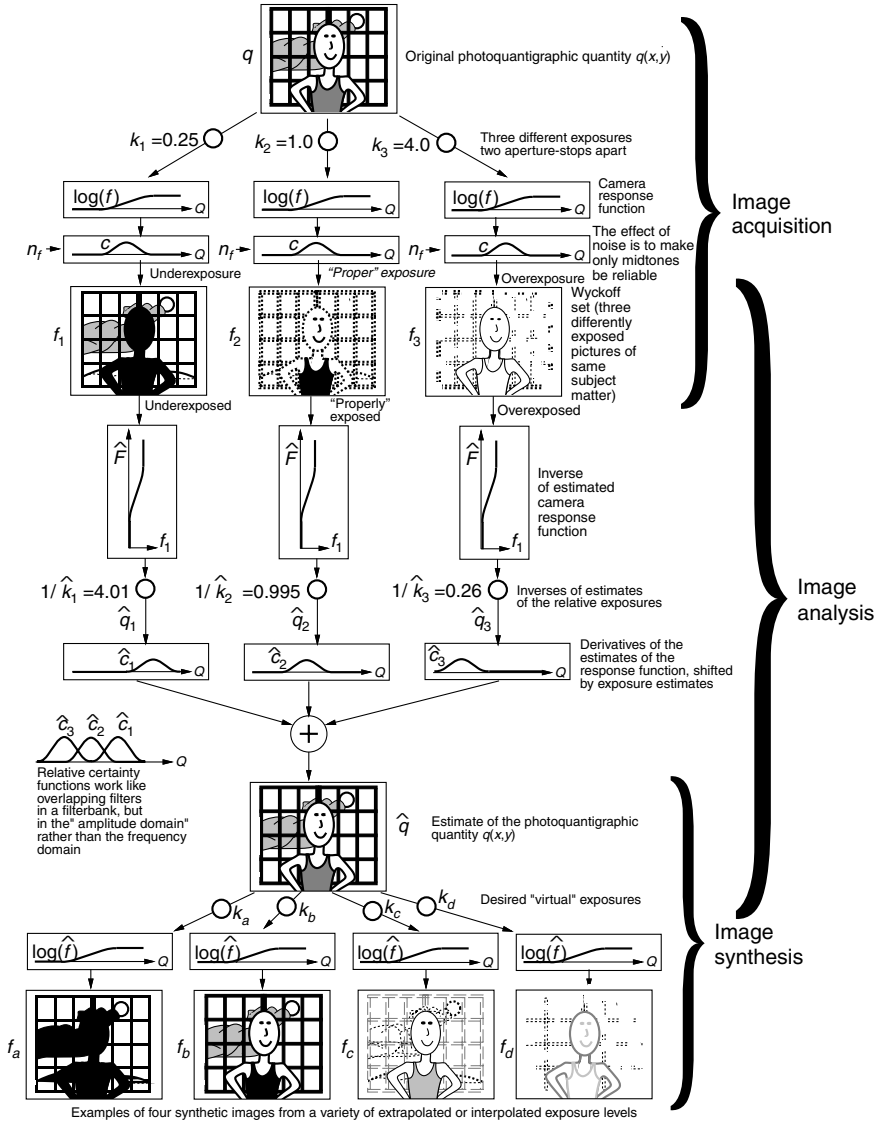 q
Original photoquantigraphic quantity q(x,y)
k1 =0.25
k2 =1.0
k3 =4.0
Three different exposures
two aperture-stops apart
log(f)
Q
log(f)
Q
log(f)
Q
Camera
response
function
Image
acquisition
nf
c
Q
nf
c
Q
nf
c
Q
The effect of
noise is to make
only midtones
be reliable
Underexposure
"Proper" exposure
Overexposure
f1
f2
f3
Wyckoff
set (three
differently
exposed
pictures of
same
subject
matter)
Underexposed
"Properly"
exposed
Overexposed
F̂
f1
F̂
f1
F̂
f1
Inverse
of estimated
camera
response
function
1/ k̂1 =4.01
1/ k̂2 =0.995
1/ k̂3 =0.26
Inverses of estimates
of the relative exposures
Image
analysis
q̂1
q̂2
q̂3
ĉ1
Q
ĉ2
Q
ĉ3
Q
Derivatives of the
estimates of the
response function, shifted
by exposure estimates
+
ĉ3 ĉ2 ĉ1
Q
Relative certainty
functions work like
overlapping filters
in a filterbank, but
in the" amplitude domain"
rather than the frequency
domain
q̂
Estimate of the photoquantigraphic
quantity q(x,y)
ka
kb
kc
kd
Desired "virtual" exposures
Image
synthesis
log(f̂)
Q
log(f̂)
Q
log(f̂)
Q
log(f̂)
Q
fa
fb
fc
fd
Examples of four synthetic images from a variety of extrapolated or interpolated exposure levels